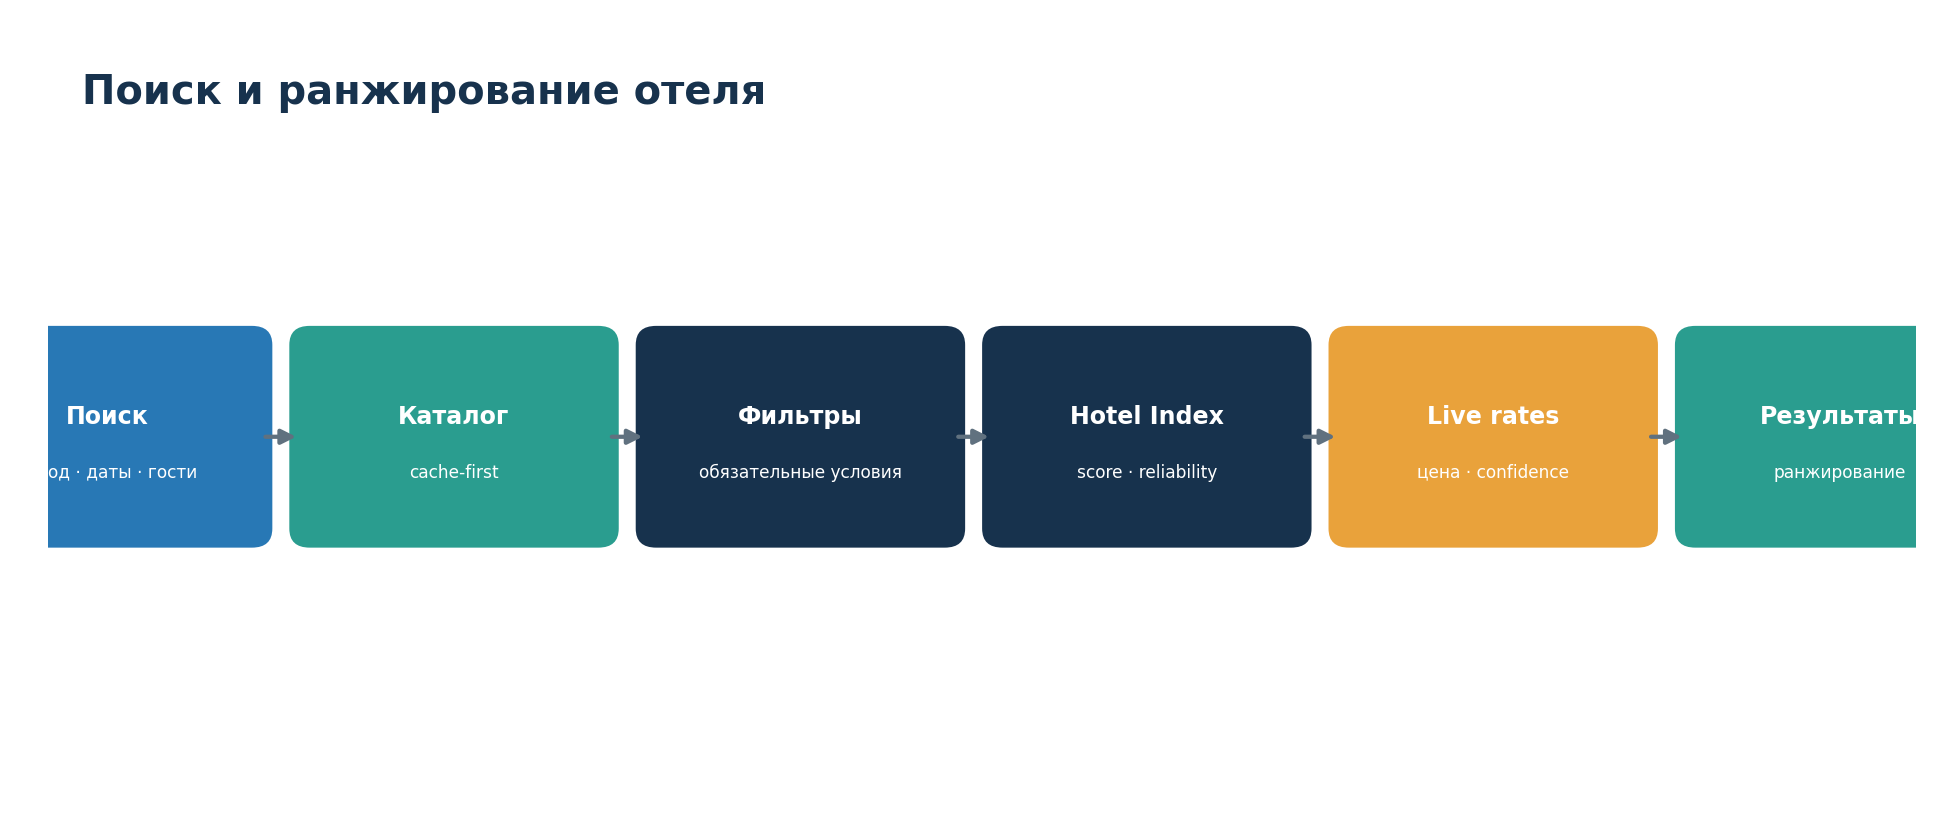 Поиск и ранжирование отеля
Поиск
од · даты · гости
Каталог
cache-first
Фильтры
обязательные условия
Hotel Index
score · reliability
Live rates
цена · confidence
Результаты
ранжирование